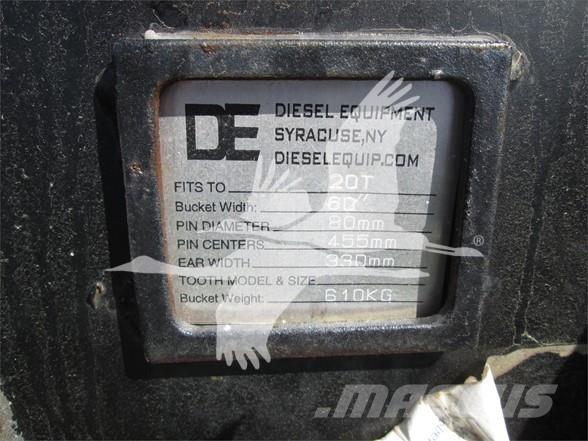 DE
DIESEL EQUIPMENT
SYRACUSE,NY
DIESELEQUIP.COM
FITS TO 20T
Bucket Width: 60"
PIN DIAMETER 80mm
PIN CENTERS 455mm
EAR WIDTH 330mm
TOOTH MODEL & SIZE
Bucket Weight: 610KG
®
MASCUS